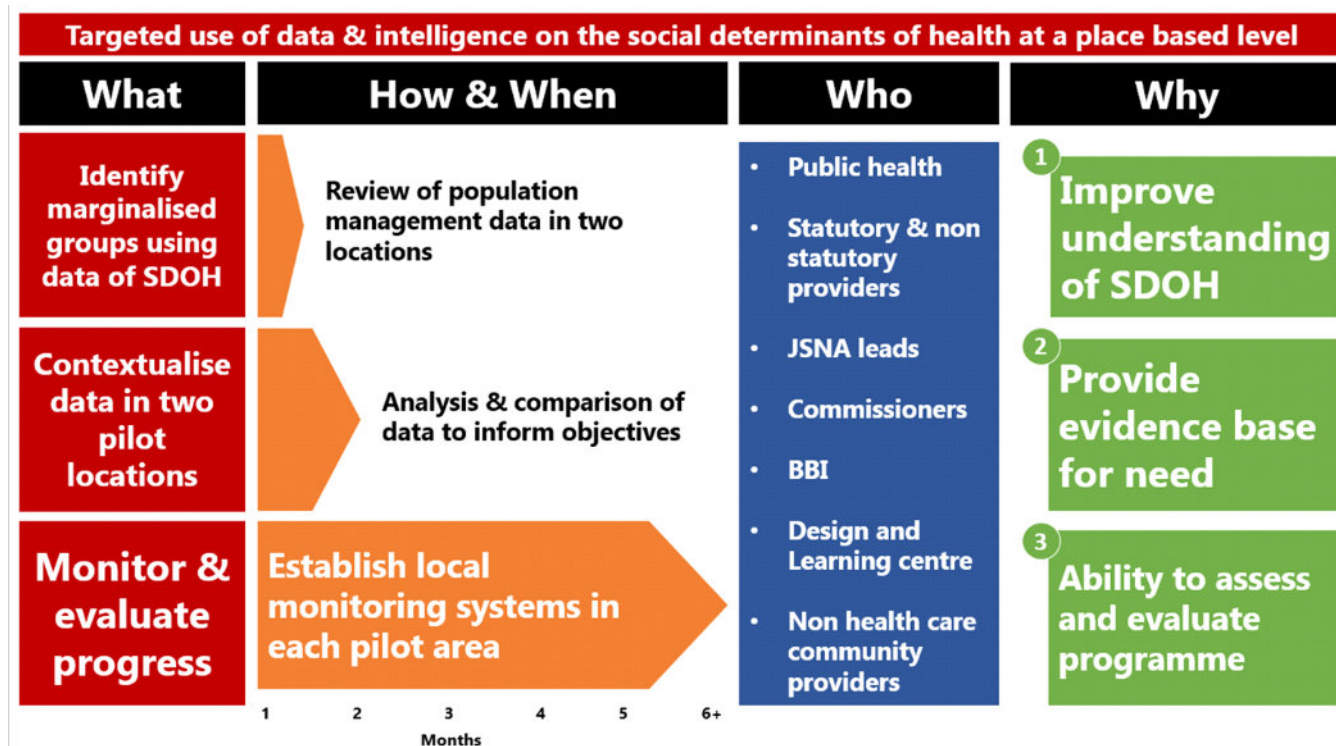 Targeted use of data & intelligence on the social determinants of health at a place based level
What
How & When
Who
Why
Identify
marginalised
groups using
data of SDOH
Review of population
management data in two
locations
Contextualise
data in two
pilot
locations
Analysis & comparison of
data to inform objectives
Monitor &
evaluate
progress
Establish local
monitoring systems in
each pilot area
1 2 3 4 5 6+
Months
• Public health
• Statutory & non
statutory
providers
• JSNA leads
• Commissioners
• BBI
• Design and
Learning centre
• Non health care
community
providers
1
Improve
understanding
of SDOH
2
Provide
evidence base
for need
3
Ability to assess
and evaluate
programme